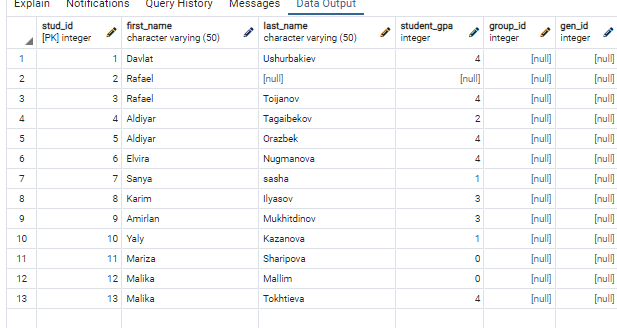 Explain Notifications Query History Messages Data Output
stud_id first_name last_name student_gpa group_id gen_id
[PK] integer character varying (50) character varying (50) integer integer integer
1 1 Davlat Ushurbakiev 4 [null] [null]
2 2 Rafael [null] [null] [null] [null]
3 3 Rafael Toijanov 4 [null] [null]
4 4 Aldiyar Tagaibekov 2 [null] [null]
5 5 Aldiyar Orazbek 4 [null] [null]
6 6 Elvira Nugmanova 4 [null] [null]
7 7 Sanya sasha 1 [null] [null]
8 8 Karim Ilyasov 3 [null] [null]
9 9 Amirlan Mukhitdinov 3 [null] [null]
10 10 Yaly Kazanova 1 [null] [null]
11 11 Mariza Sharipova 0 [null] [null]
12 12 Malika Mallim 0 [null] [null]
13 13 Malika Tokhtieva 4 [null] [null]